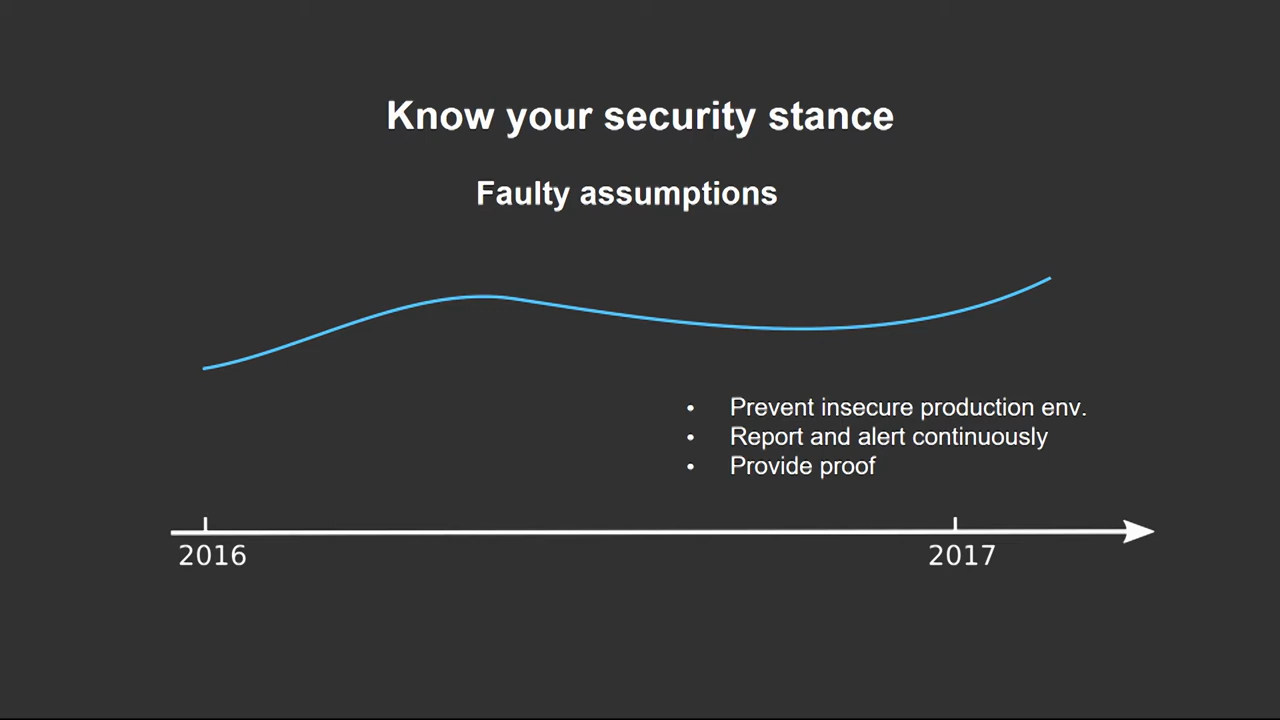 Know your security stance
Faulty assumptions
• Prevent insecure production env.
• Report and alert continuously
• Provide proof
2016 2017